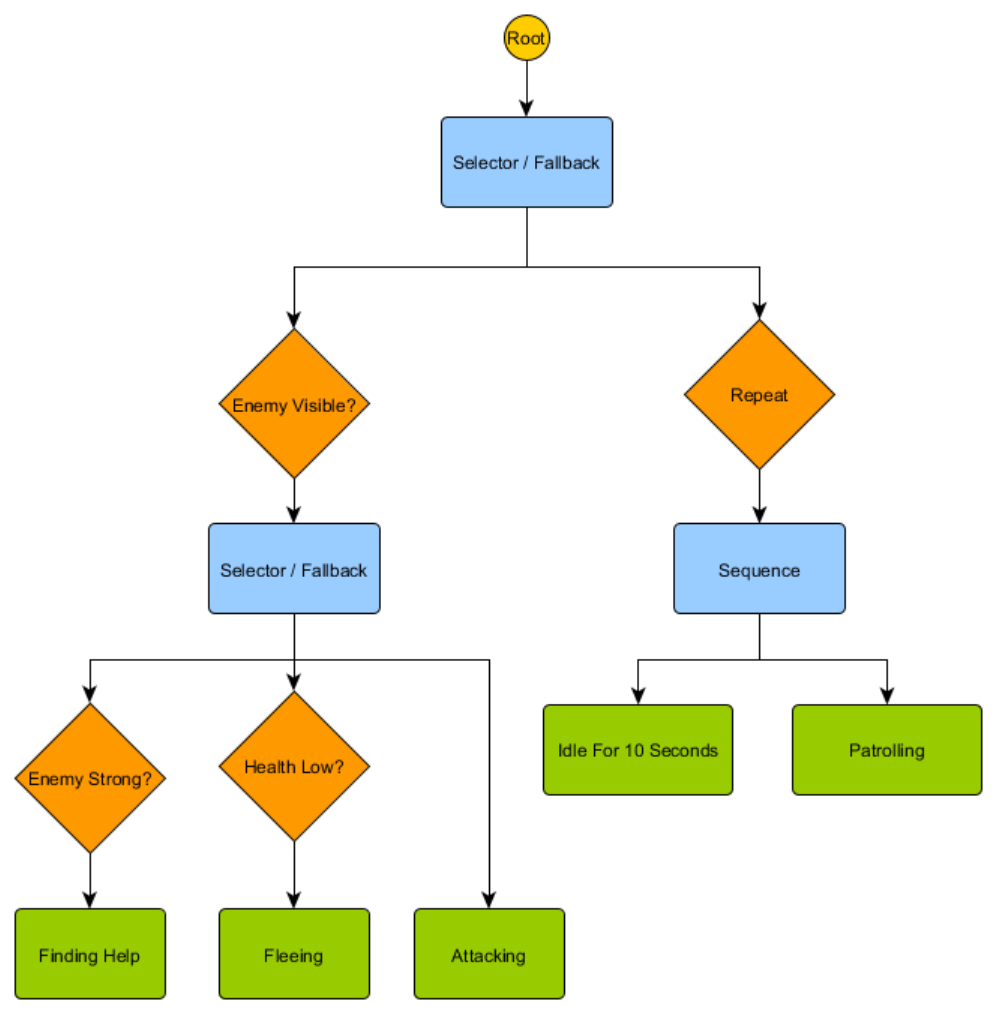 Root
Selector / Fallback
Enemy Visible?
Repeat
Selector / Fallback
Sequence
Enemy Strong?
Health Low?
Idle For 10 Seconds
Patrolling
Finding Help
Fleeing
Attacking